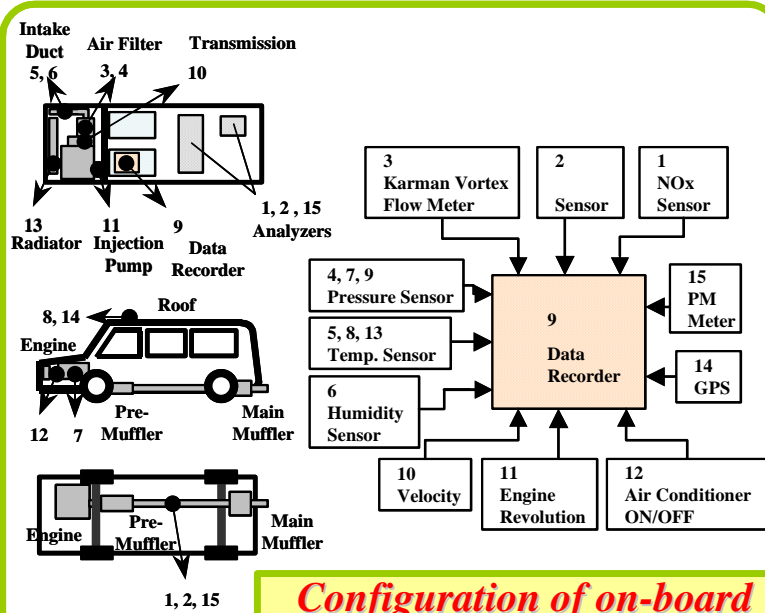 Intake
Duct
5, 6
Air Filter
3, 4
Transmission
10
13
Radiator
11
Injection
Pump
9
Data
Recorder
1, 2 , 15
Analyzers
8, 14
Roof
Engine
12
7
Pre-
Muffler
Main
Muffler
Engine
Pre-
Muffler
Main
Muffler
1, 2, 15
3
Karman Vortex
Flow Meter
2
Sensor
1
NOx
Sensor
4, 7, 9
Pressure Sensor
5, 8, 13
Temp. Sensor
6
Humidity
Sensor
9
Data
Recorder
15
PM
Meter
14
GPS
10
Velocity
11
Engine
Revolution
12
Air Conditioner
ON/OFF
Configuration of on-board